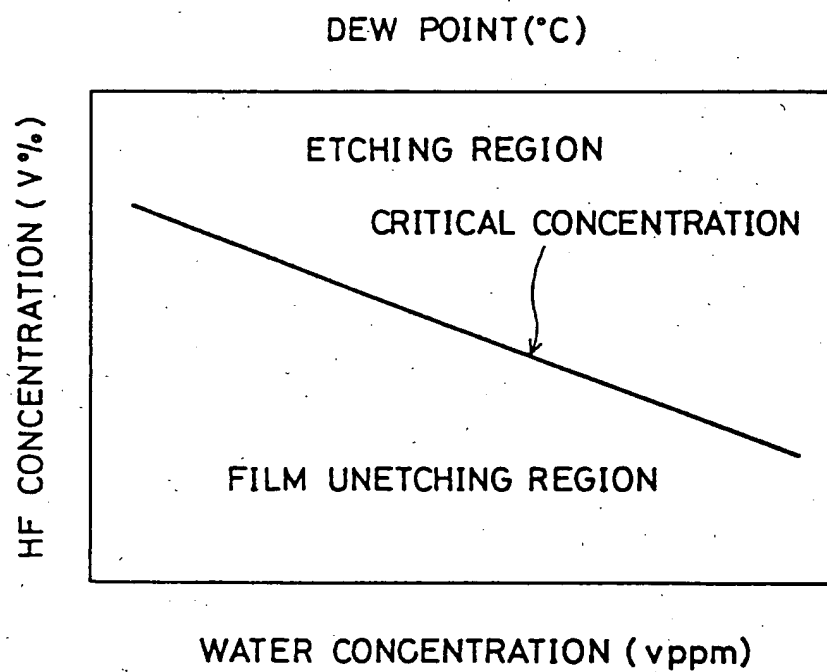 DEW POINT (°C)
ETCHING REGION
CRITICAL CONCENTRATION
HF CONCENTRATION (V%)
FILM UNETCHING REGION
WATER CONCENTRATION (vppm)